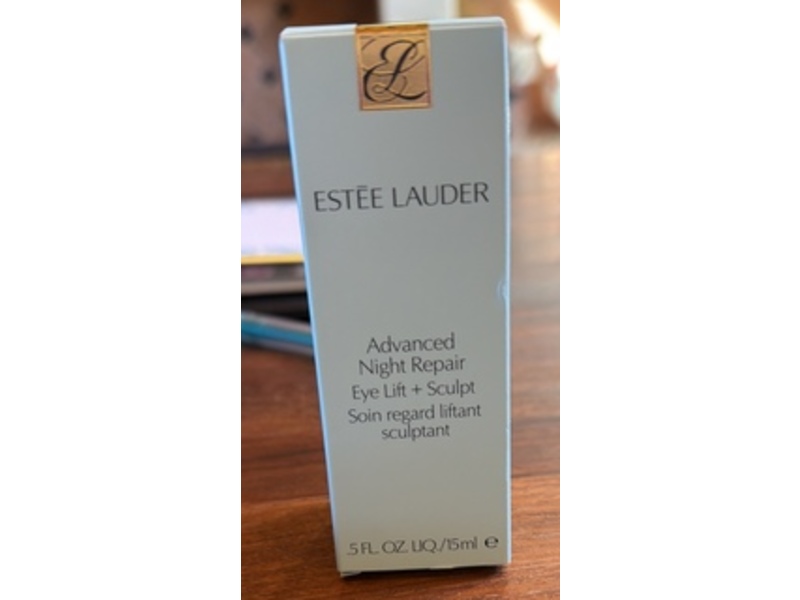 EL
ESTĒE LAUDER
Advanced
Night Repair
Eye Lift + Sculpt
Soin regard liftant
sculptant
.5 FL. OZ. LIQ./15ml ℮